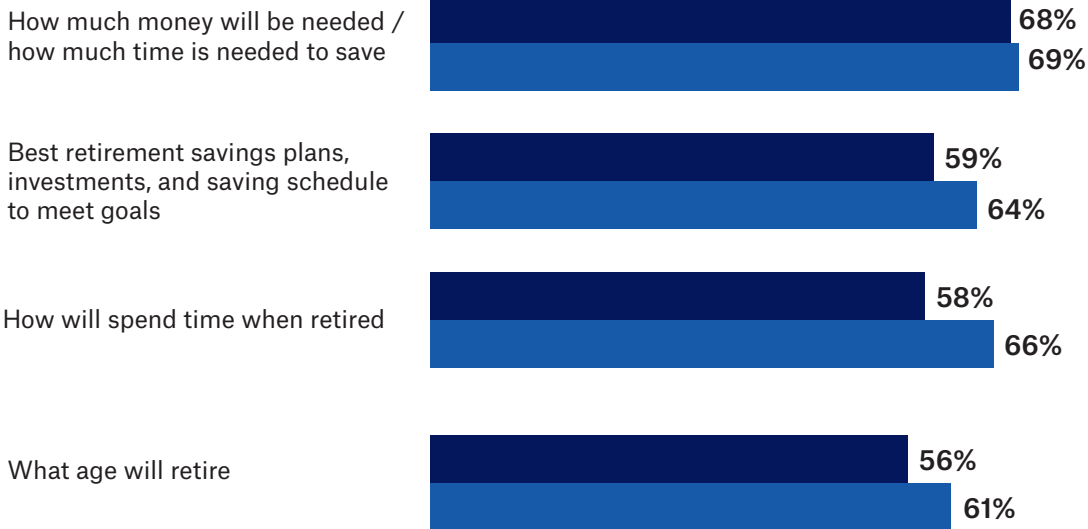 How much money will be needed /
how much time is needed to save
68%
69%
Best retirement savings plans,
investments, and saving schedule
to meet goals
59%
64%
How will spend time when retired
58%
66%
What age will retire
56%
61%